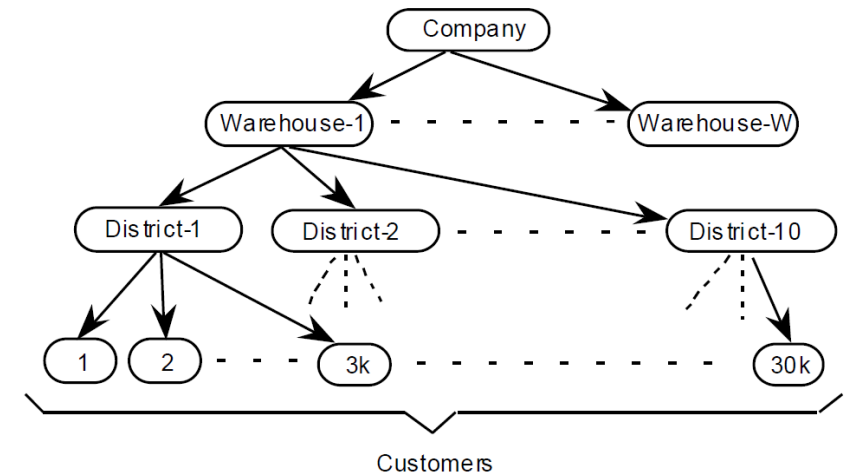 Company
Warehouse-1
Warehouse-W
District-1
District-2
District-10
1
2
3k
30k
Customers